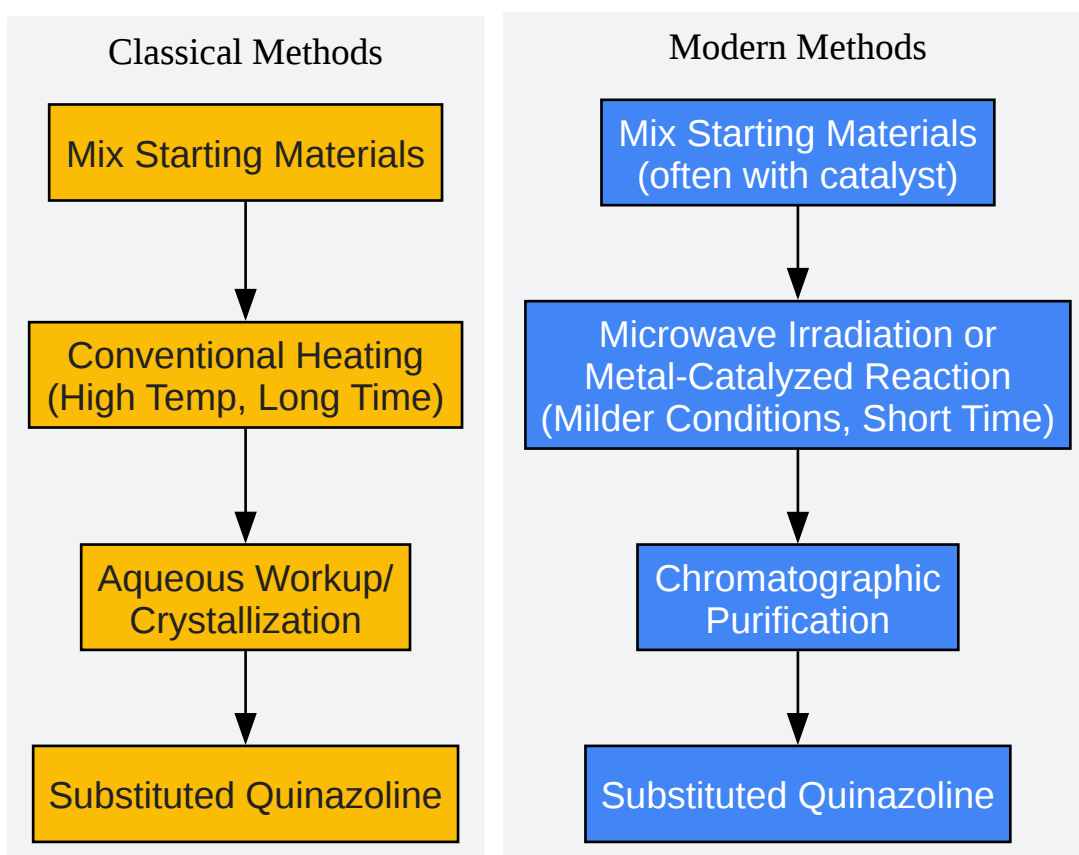 Classical Methods
Mix Starting Materials
Conventional Heating
(High Temp, Long Time)
Aqueous Workup/
Crystallization
Substituted Quinazoline
Modern Methods
Mix Starting Materials
(often with catalyst)
Microwave Irradiation or
Metal-Catalyzed Reaction
(Milder Conditions, Short Time)
Chromatographic
Purification
Substituted Quinazoline